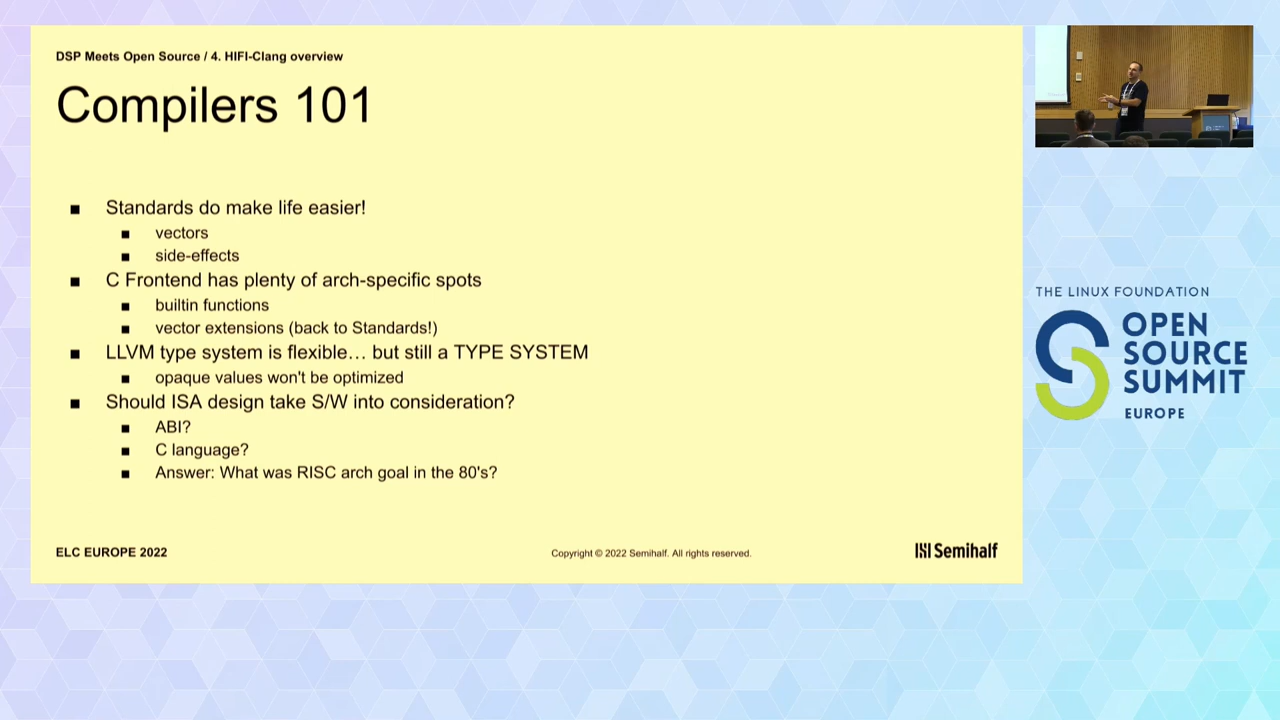 DSP Meets Open Source / 4. HIFI-Clang overview
Compilers 101
■ Standards do make life easier!
■ vectors
■ side-effects
■ C Frontend has plenty of arch-specific spots
■ builtin functions
■ vector extensions (back to Standards!)
■ LLVM type system is flexible… but still a TYPE SYSTEM
■ opaque values won't be optimized
■ Should ISA design take S/W into consideration?
■ ABI?
■ C language?
■ Answer: What was RISC arch goal in the 80's?
ELC EUROPE 2022
Copyright © 2022 Semihalf. All rights reserved.
Semihalf
THE LINUX FOUNDATION
OPEN
SOURCE
SUMMIT
EUROPE